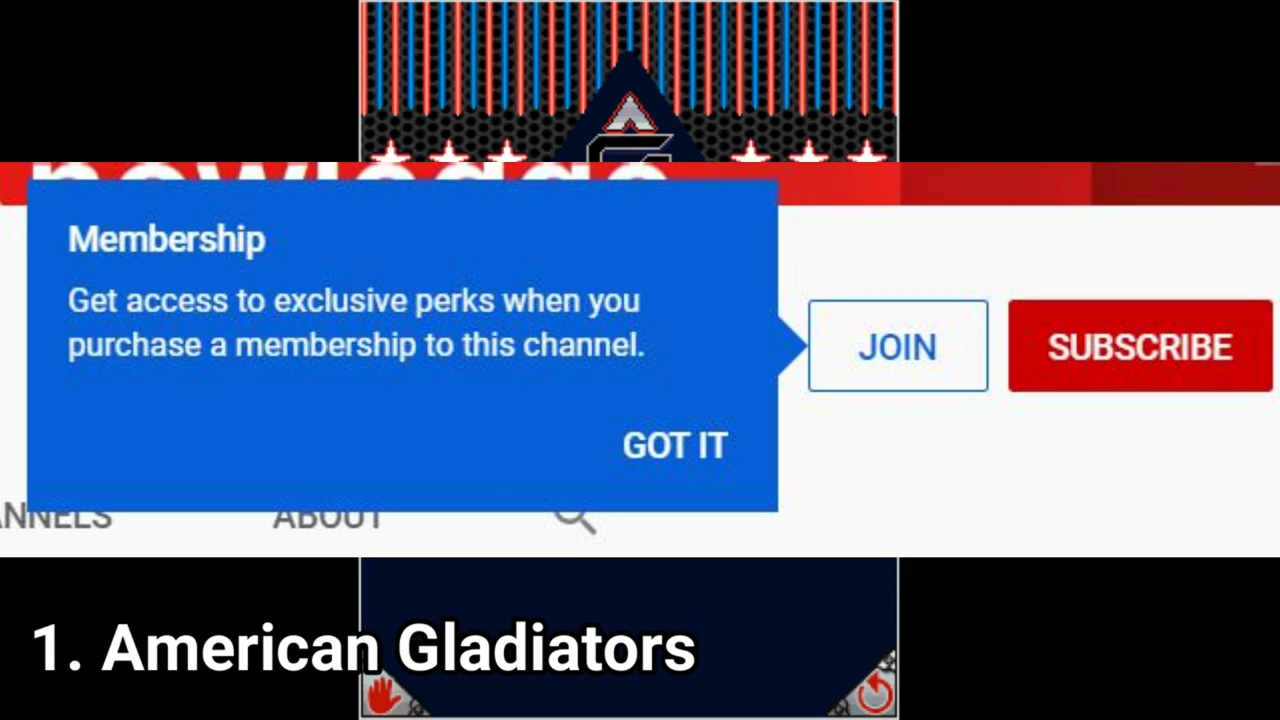 Membership
Get access to exclusive perks when you
purchase a membership to this channel.
GOT IT
JOIN
SUBSCRIBE
ABOUT
1. American Gladiators